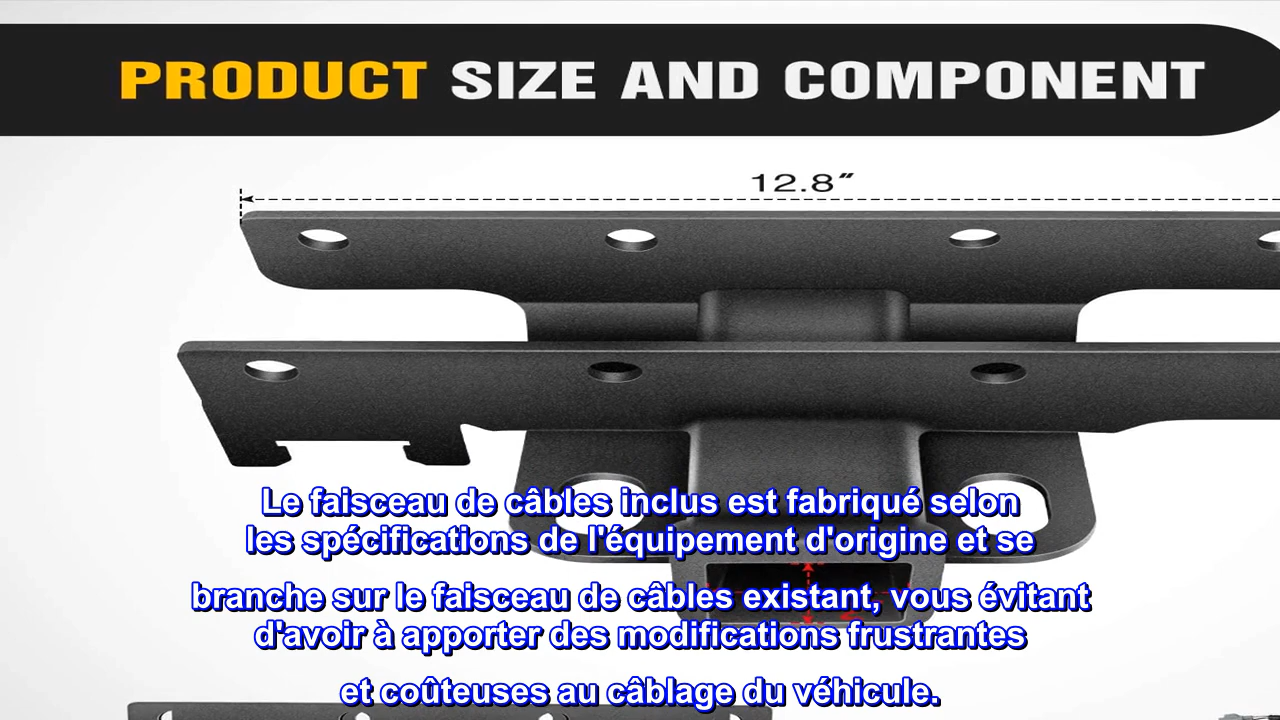 PRODUCT SIZE AND COMPONENT
12.8″
Le faisceau de câbles inclus est fabriqué selon
les spécifications de l'équipement d'origine et se
branche sur le faisceau de câbles existant, vous évitant
d'avoir à apporter des modifications frustrantes
et coûteuses au câblage du véhicule.